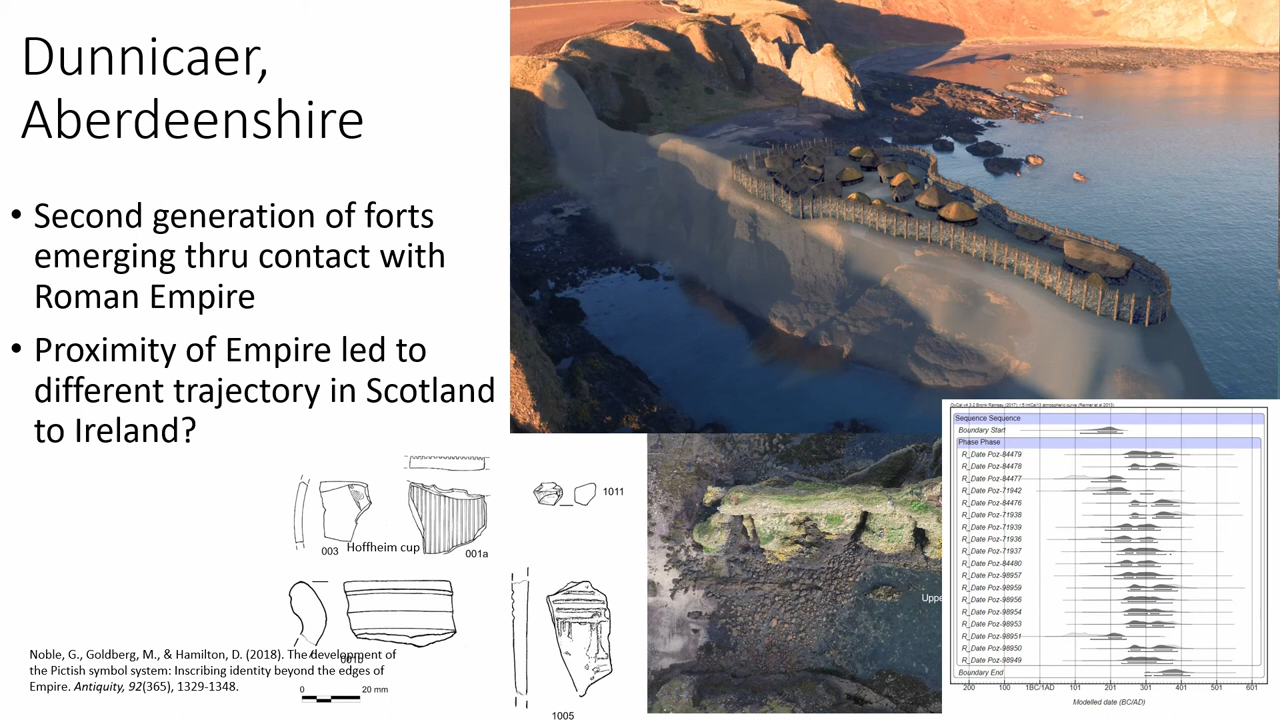 Dunnicaer,
Aberdeenshire
• Second generation of forts
emerging thru contact with
Roman Empire
• Proximity of Empire led to
different trajectory in Scotland
to Ireland?
003
Hoffheim cup
001a
1011
Noble, G., Goldberg, M., & Hamilton, D. (2018). The development of
the Pictish symbol system: Inscribing identity beyond the edges of
Empire. Antiquity, 92(365), 1329-1348.
0 20 mm
1005
Uppe
Sequence Sequence
Boundary Start
Phase Phase
R_Date Poz-84479
R_Date Poz-84478
R_Date Poz-84477
R_Date Poz-71942
R_Date Poz-84476
R_Date Poz-71938
R_Date Poz-71939
R_Date Poz-71936
R_Date Poz-71937
R_Date Poz-84480
R_Date Poz-98957
R_Date Poz-98959
R_Date Poz-98956
R_Date Poz-98954
R_Date Poz-98953
R_Date Poz-98951
R_Date Poz-98950
R_Date Poz-98949
Boundary End
200 100 1BC/1AD 101 201 301 401 501 601
Modelled date (BC/AD)